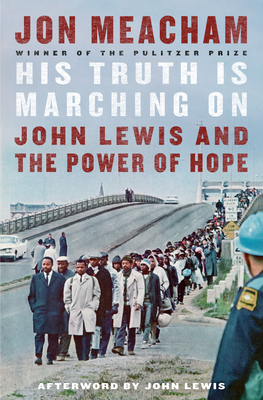 JON MEACHAM
WINNER OF THE PULITZER PRIZE
HIS TRUTH IS
MARCHING ON
JOHN LEWIS AND
THE POWER OF HOPE
AFTERWORD BY JOHN LEWIS